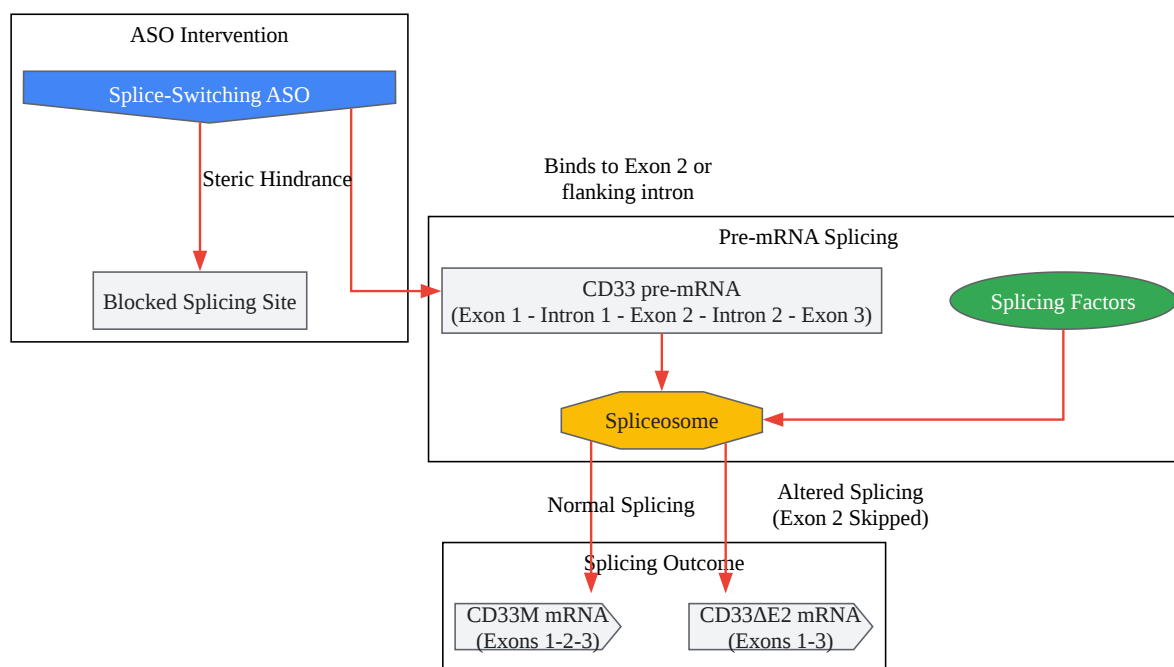 ASO Intervention
Splice-Switching ASO
Steric Hindrance
Blocked Splicing Site
Binds to Exon 2 or
flanking intron
Pre-mRNA Splicing
CD33 pre-mRNA
(Exon 1 - Intron 1 - Exon 2 - Intron 2 - Exon 3)
Splicing Factors
Spliceosome
Normal Splicing
Altered Splicing
(Exon 2 Skipped)
Splicing Outcome
CD33M mRNA
(Exons 1-2-3)
CD33ΔE2 mRNA
(Exons 1-3)